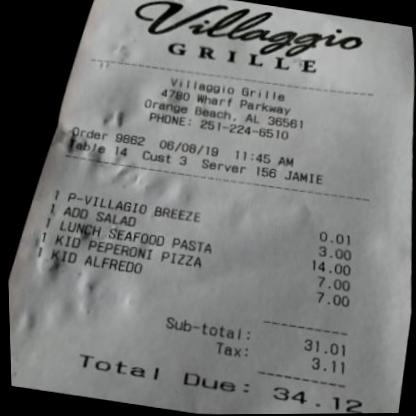 Villaggio
GRILLE
Villaggio Grille
4780 Wharf Parkway
Orange Beach, AL 36561
PHONE: 251-224-6510
Order 9862 06/08/19 11:45 AM
Table 14 Cust 3 Server 156 JAMIE
1 P-VILLAGIO BREEZE 0.01
1 ADD SALAD 3.00
1 LUNCH SEAFOOD PASTA 14.00
1 KID PEPERONI PIZZA 7.00
1 KID ALFREDO 7.00
Sub-total: 31.01
Tax: 3.11
Total Due: 34.12